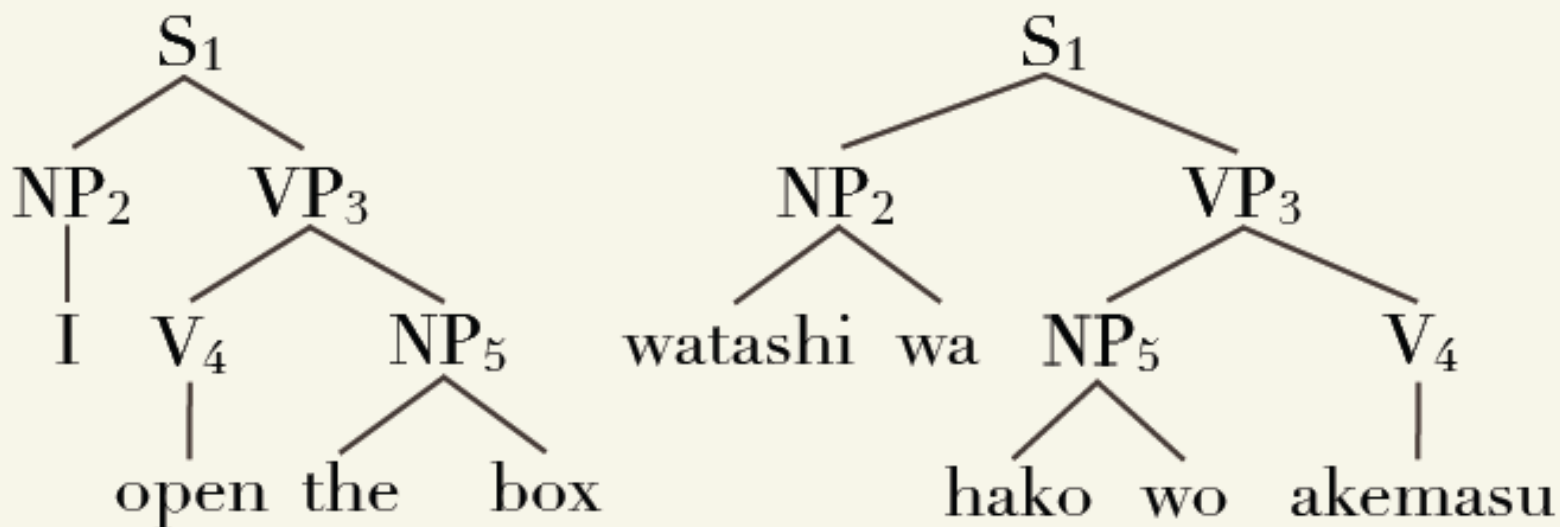 S₁ S₁
NP₂ VP₃ NP₂ VP₃
I V₄ NP₅ watashi wa NP₅ V₄
open the box hako wo akemasu